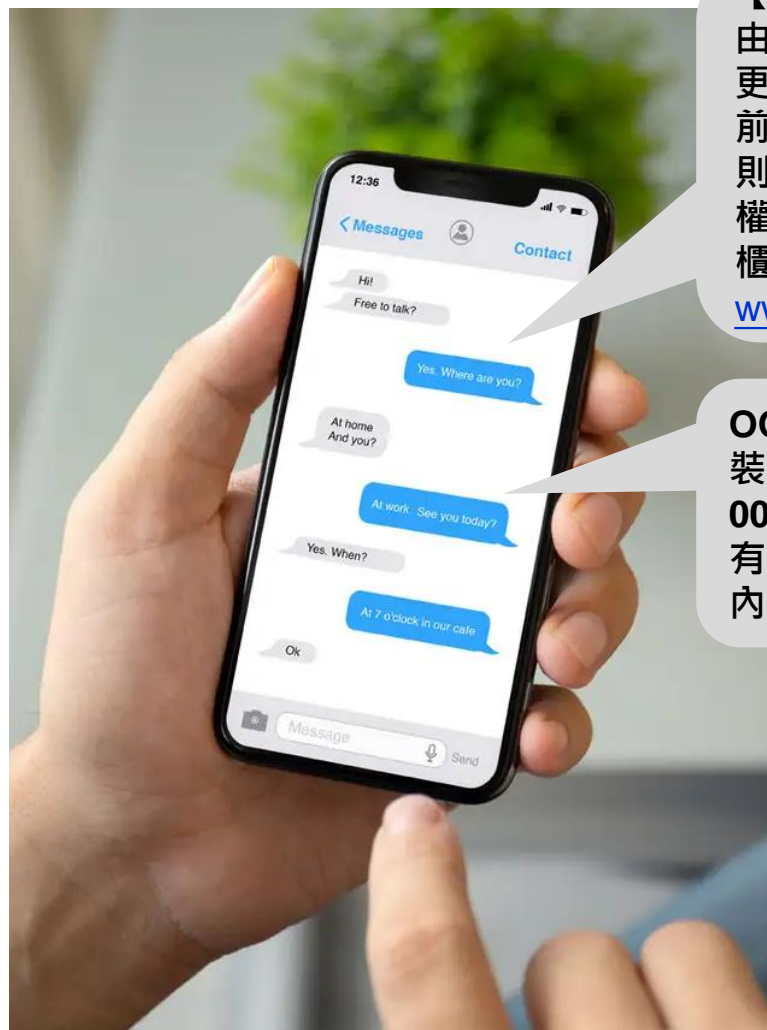 12:36
Messages
Contact
Hi!
Free to talk?
Yes. Where are you?
At home
And you?
At work. See you today?
Yes. When?
At 7 o'clock in our cafe
Ok
Message
Send
由
更
前
則
權
櫃
裝
00
有
內